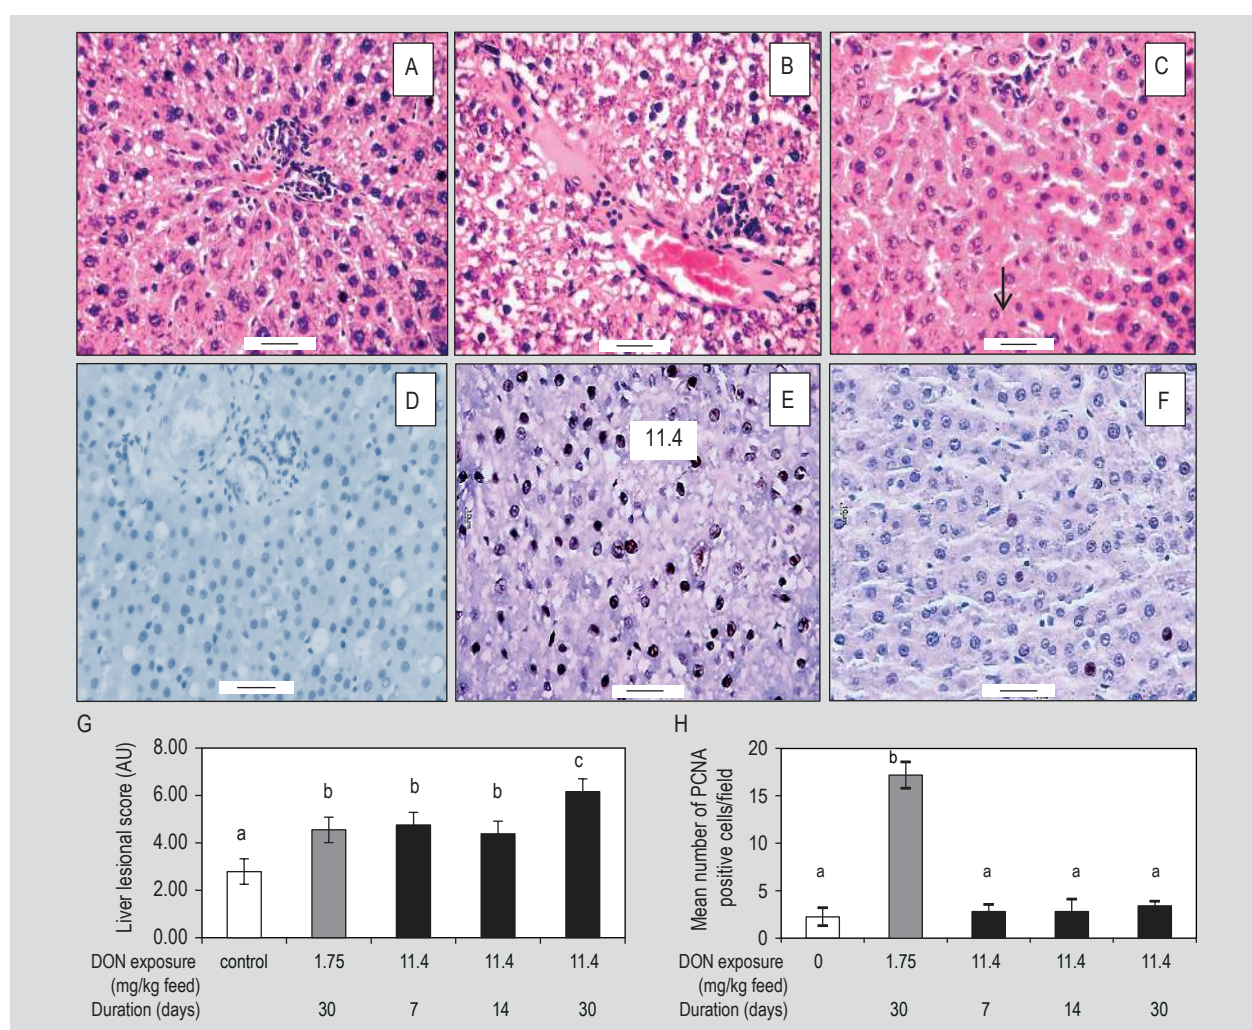 A
B
C
D
E
F
11.4
10µm
10µm
G
H
Liver lesional score (AU)
8.00
6.00
4.00
2.00
0.00
a
b
b
b
c
DON exposure control 1.75 11.4 11.4 11.4
(mg/kg feed)
Duration (days) 30 7 14 30
Mean number of PCNA
positive cells/field
20
15
10
5
0
a
b
a
a
a
DON exposure 0 1.75 11.4 11.4 11.4
(mg/kg feed)
Duration (days) 30 7 14 30